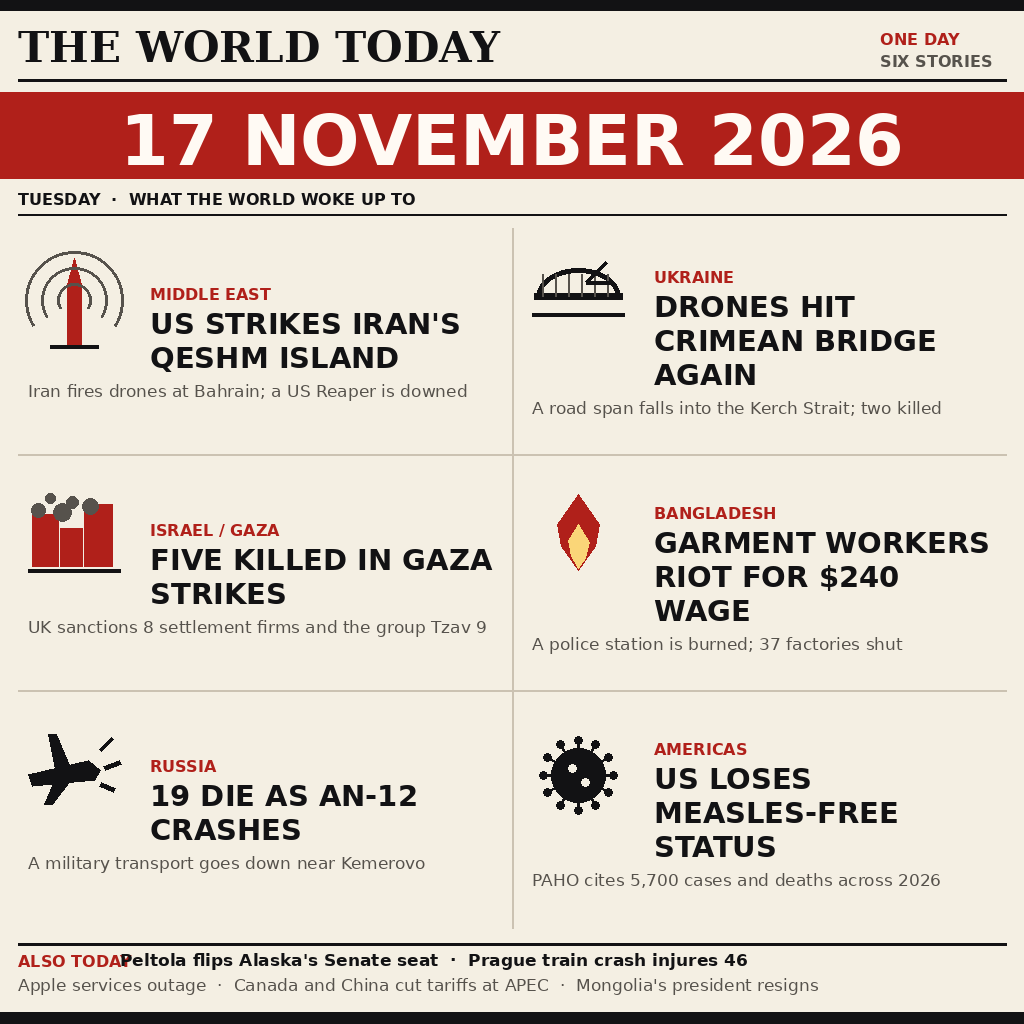 THE WORLD TODAY
ONE DAY
SIX STORIES
17 NOVEMBER 2026
TUESDAY · WHAT THE WORLD WOKE UP TO
MIDDLE EAST
US STRIKES IRAN'S
QESHM ISLAND
Iran fires drones at Bahrain; a US Reaper is downed
UKRAINE
DRONES HIT
CRIMEAN BRIDGE
AGAIN
A road span falls into the Kerch Strait; two killed
ISRAEL / GAZA
FIVE KILLED IN GAZA
STRIKES
UK sanctions 8 settlement firms and the group Tzav 9
BANGLADESH
GARMENT WORKERS
RIOT FOR $240
WAGE
A police station is burned; 37 factories shut
RUSSIA
19 DIE AS AN-12
CRASHES
A military transport goes down near Kemerovo
AMERICAS
US LOSES
MEASLES-FREE
STATUS
PAHO cites 5,700 cases and deaths across 2026
ALSO TODAY Peltola flips Alaska's Senate seat · Prague train crash injures 46
Apple services outage · Canada and China cut tariffs at APEC · Mongolia's president resigns